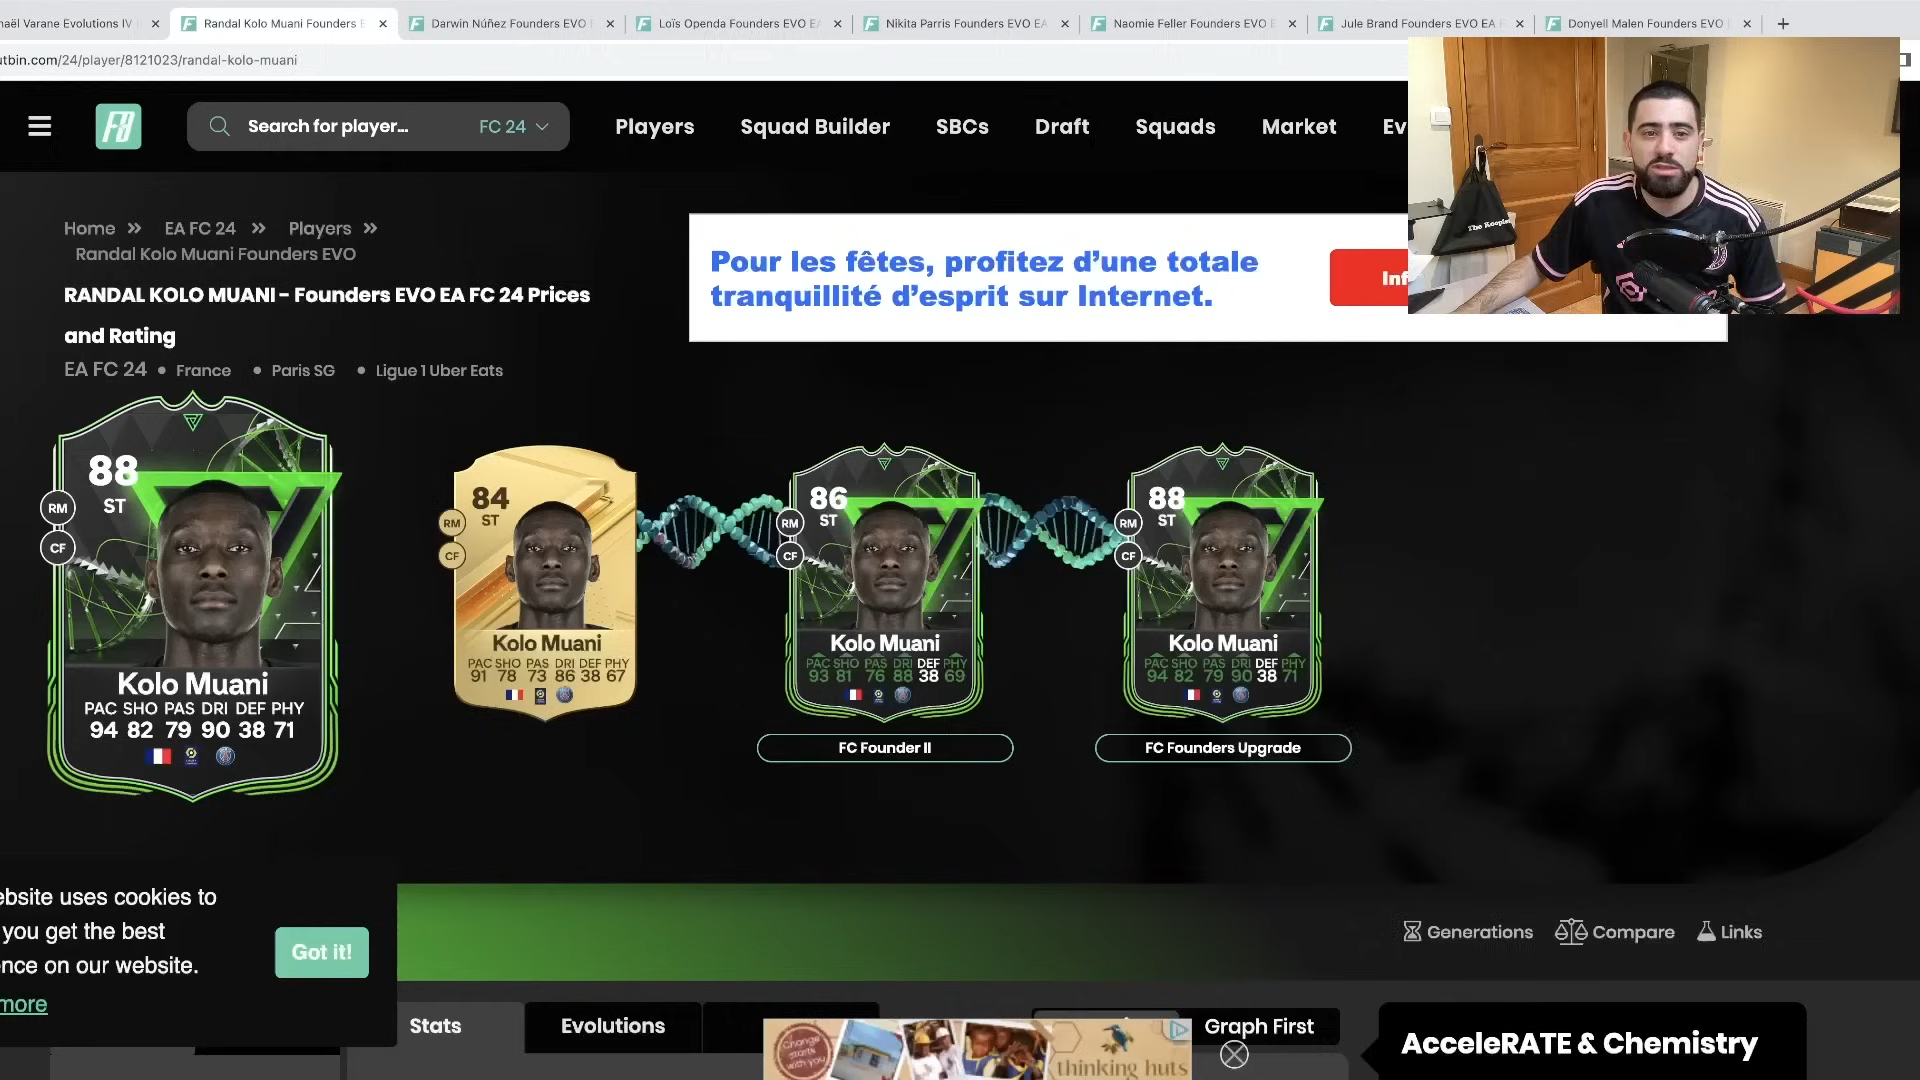 aël Varane Evolutions IV
Randal Kolo Muani Founders E
Darwin Núñez Founders EVO
Loïs Openda Founders EVO EA
Nikita Parris Founders EVO EA
Naomie Feller Founders EVO E
Jule Brand Founders EVO EA F
Donyell Malen Founders EVO
utbin.com/24/player/8121023/randal-kolo-muani
Search for player...
FC 24
Players
Squad Builder
SBCs
Draft
Squads
Market
Ev
Home » EA FC 24 » Players »
Randal Kolo Muani Founders EVO
RANDAL KOLO MUANI - Founders EVO EA FC 24 Prices
and Rating
EA FC 24 • France • Paris SG • Ligue 1 Uber Eats
Pour les fêtes, profitez d'une totale
tranquillité d'esprit sur Internet.
Inf
88
ST
RM
CF
Kolo Muani
PAC SHO PAS DRI DEF PHY
94 82 79 90 38 71
84
ST
RM
CF
Kolo Muani
PAC SHO PAS DRI DEF PHY
91 78 73 86 38 67
86
ST
RM
CF
Kolo Muani
PAC SHO PAS DRI DEF PHY
93 81 76 88 38 69
FC Founder II
88
ST
RM
CF
Kolo Muani
PAC SHO PAS DRI DEF PHY
94 82 79 90 38 71
FC Founders Upgrade
ebsite uses cookies to
you get the best
ence on our website.
more
Got it!
Generations
Compare
Links
Stats
Evolutions
Graph First
AcceleRATE & Chemistry
Change
starts
with you
thinking huts